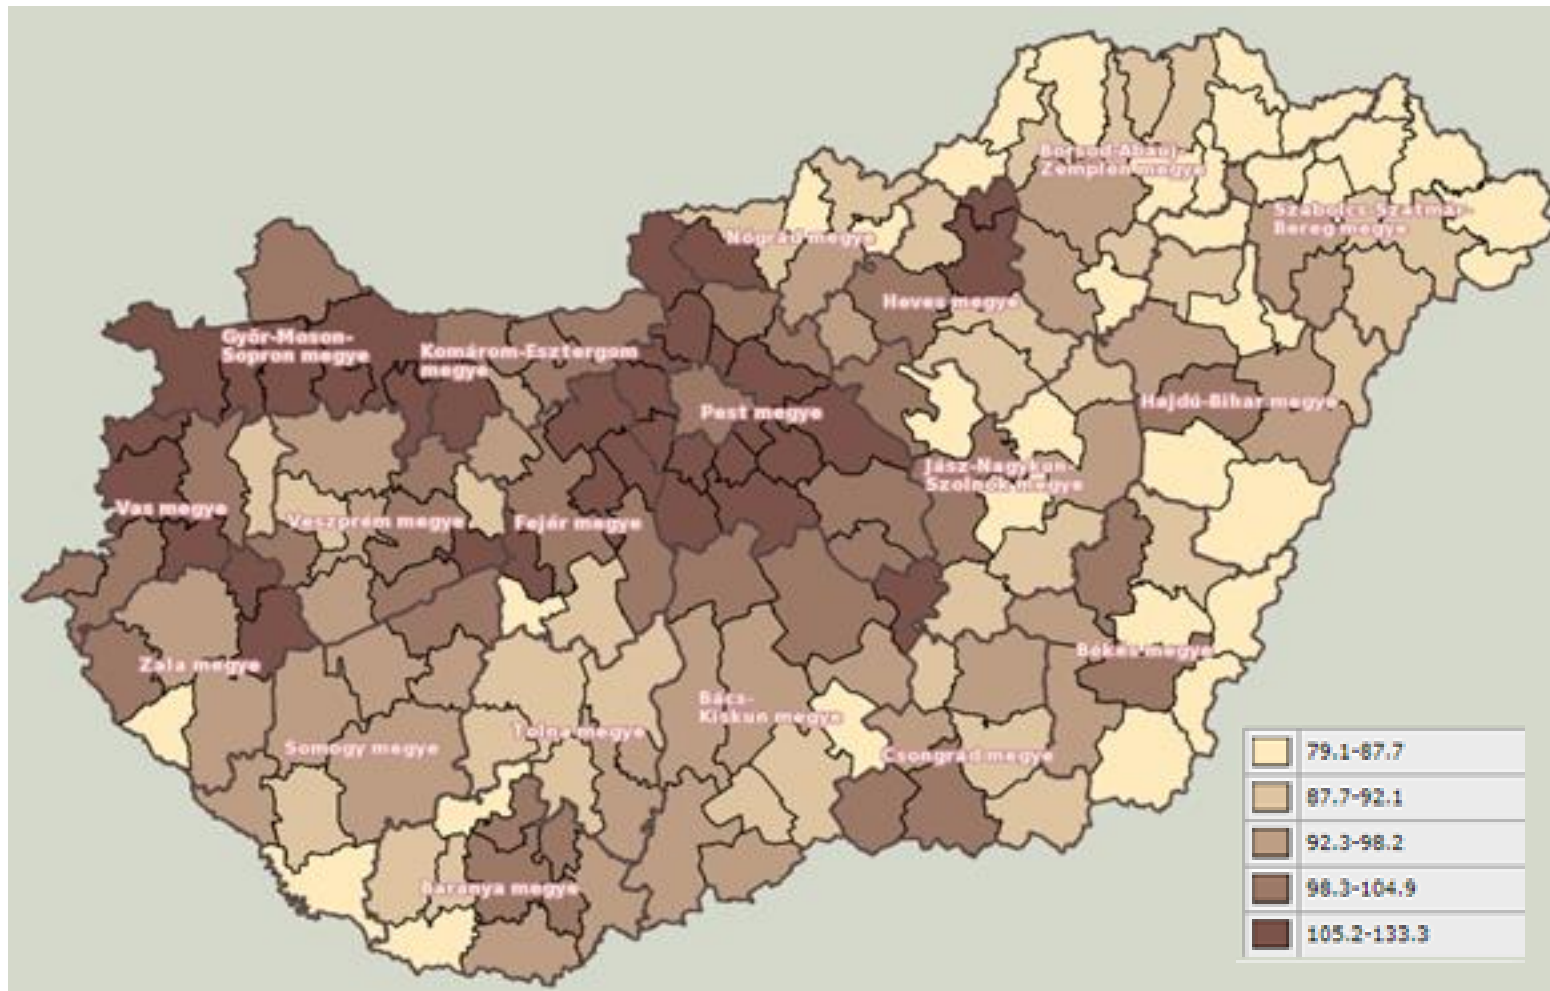 Borsod-Abaúj-
Zemplén megye
Szabolcs-Szatmár-
Bereg megye
Nógrád megye
Heves megye
Győr-Moson-
Sopron megye
Komárom-Esztergom
megye
Pest megye
Hajdú-Bihar megye
Jász-Nagykun-
Szolnok megye
Vas megye
Veszprém megye
Fejér megye
Zala megye
Békés megye
Bács-
Kiskun megye
Tolna megye
Somogy megye
Csongrád megye
Baranya megye
79.1-87.7
87.7-92.1
92.3-98.2
98.3-104.9
105.2-133.3